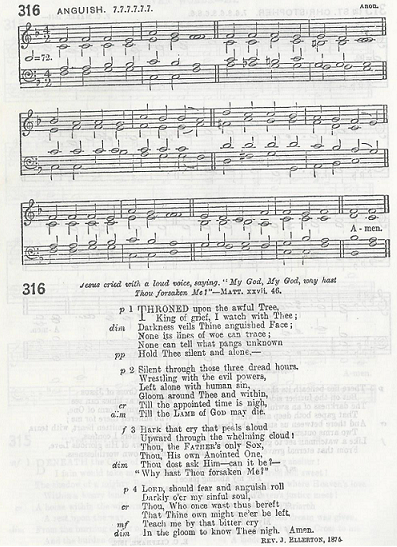 316 ANGUISH. 7.7.7.7.7.7. Anon.
=72.
A - men.
316
Jesus cried with a loud voice, saying, "My God, My God, why hast
Thou forsaken Me?"—MATT. xxvii. 46.
p 1 THRONED upon the awful Tree,
King of grief, I watch with Thee;
dim Darkness veils Thine anguished Face;
None its lines of woe can trace;
None can tell what pangs unknown
pp Hold Thee silent and alone,—
p 2 Silent through those three dread hours,
Wrestling with the evil powers,
Left alone with human sin,
Gloom around Thee and within,
cr Till the appointed time is nigh,
dim Till the LAMB of GOD may die.
f 3 HARK that cry that peals aloud
Upward through the whelming cloud!
Thou, the FATHER's only SON,
Thou, His own Anointed One,
dim Thou dost ask Him—can it be?—
"Why hast Thou forsaken Me?"
p 4 LORD, should fear and anguish roll
Darkly o'er my sinful soul,
cr Thou, Who once wast thus bereft
That Thine own might ne'er be left,
mf Teach me by that bitter cry
dim In the gloom to know Thee nigh. Amen.
REV. J. ELLERTON, 1875.